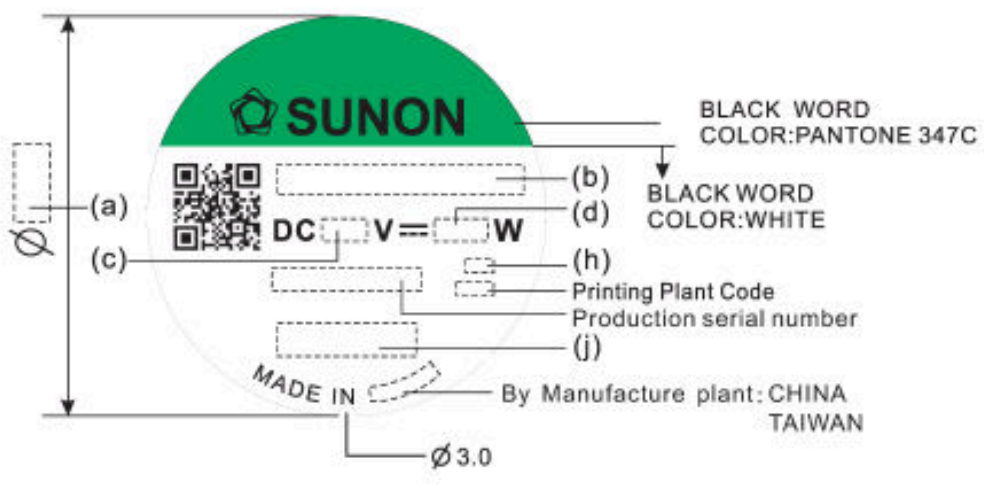 SUNON
BLACK WORD
COLOR:PANTONE 347C
(b)
BLACK WORD
COLOR:WHITE
(a)
(d)
Ø
DC V W
(c)
(h)
Printing Plant Code
Production serial number
(j)
MADE IN
By Manufacture plant: CHINA
TAIWAN
Ø 3.0